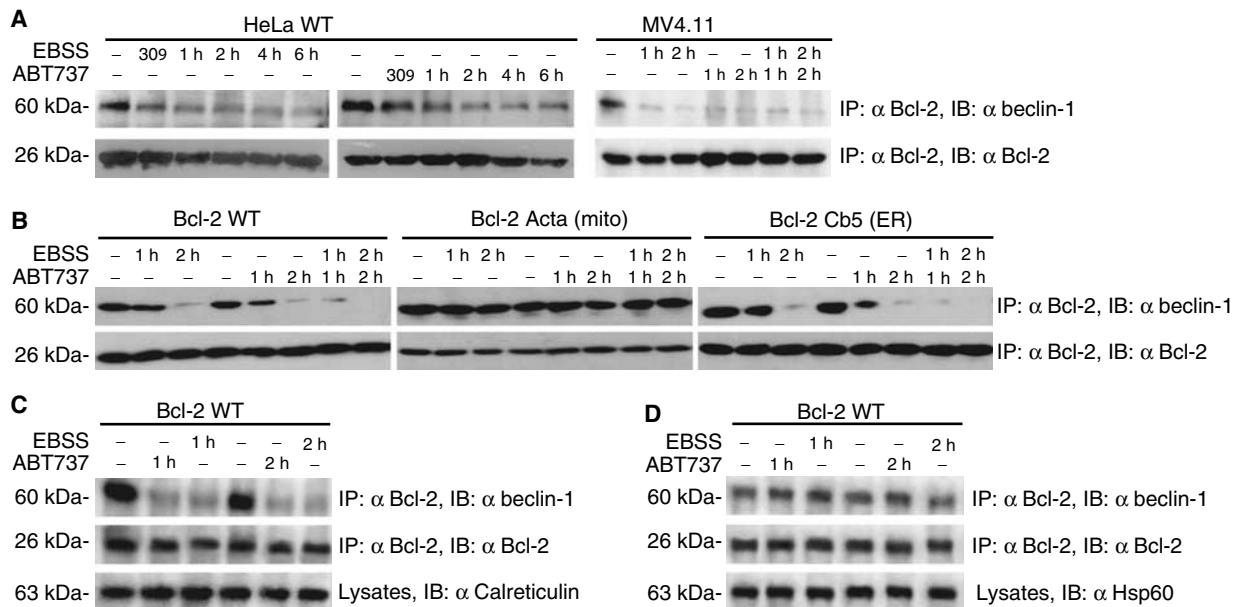 A
HeLa WT
MV4.11
EBSS – 309 1 h 2 h 4 h 6 h – – – – – – – 1 h 2 h – – 1 h 2 h
ABT737 – – – – – – – 309 1 h 2 h 4 h 6 h – – – 1 h 2 h 1 h 2 h
60 kDa- IP: α Bcl-2, IB: α beclin-1
26 kDa- IP: α Bcl-2, IB: α Bcl-2
B
Bcl-2 WT
Bcl-2 Acta (mito)
Bcl-2 Cb5 (ER)
EBSS – 1 h 2 h – – – 1 h 2 h – 1 h 2 h – – – 1 h 2 h – 1 h 2 h – – – 1 h 2 h
ABT737 – – – – 1 h 2 h 1 h 2 h – – – – 1 h 2 h 1 h 2 h – – – – 1 h 2 h 1 h 2 h
60 kDa- IP: α Bcl-2, IB: α beclin-1
26 kDa- IP: α Bcl-2, IB: α Bcl-2
C
Bcl-2 WT
EBSS – – 1 h – – 2 h
ABT737 – 1 h – – 2 h –
60 kDa- IP: α Bcl-2, IB: α beclin-1
26 kDa- IP: α Bcl-2, IB: α Bcl-2
63 kDa- Lysates, IB: α Calreticulin
D
Bcl-2 WT
EBSS – – 1 h – – 2 h
ABT737 – 1 h – – 2 h –
60 kDa- IP: α Bcl-2, IB: α beclin-1
26 kDa- IP: α Bcl-2, IB: α Bcl-2
63 kDa- Lysates, IB: α Hsp60